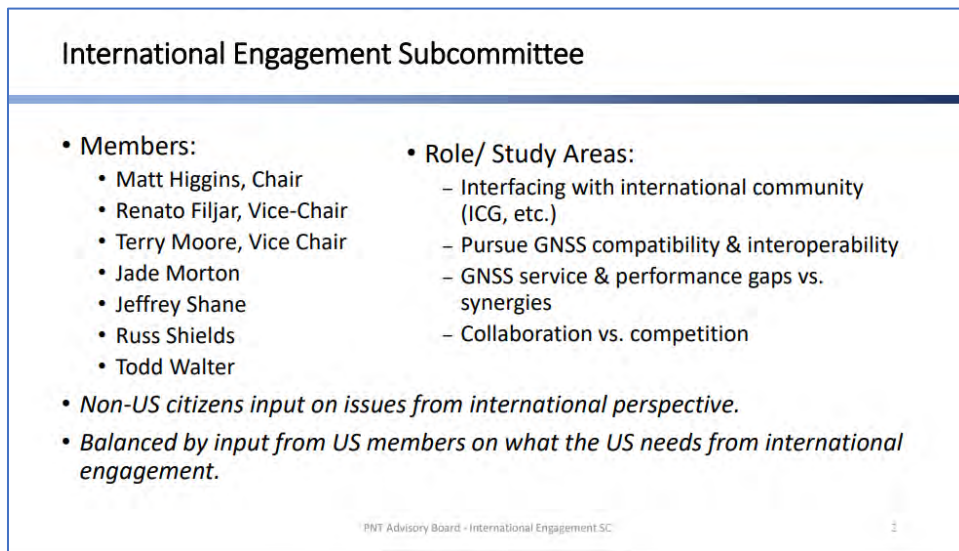 International Engagement Subcommittee
• Members:
• Matt Higgins, Chair
• Renato Filjar, Vice-Chair
• Terry Moore, Vice Chair
• Jade Morton
• Jeffrey Shane
• Russ Shields
• Todd Walter
• Role/ Study Areas:
– Interfacing with international community
(ICG, etc.)
– Pursue GNSS compatibility & interoperability
– GNSS service & performance gaps vs.
synergies
– Collaboration vs. competition
• Non-US citizens input on issues from international perspective.
• Balanced by input from US members on what the US needs from international
engagement.
PNT Advisory Board - International Engagement SC
2